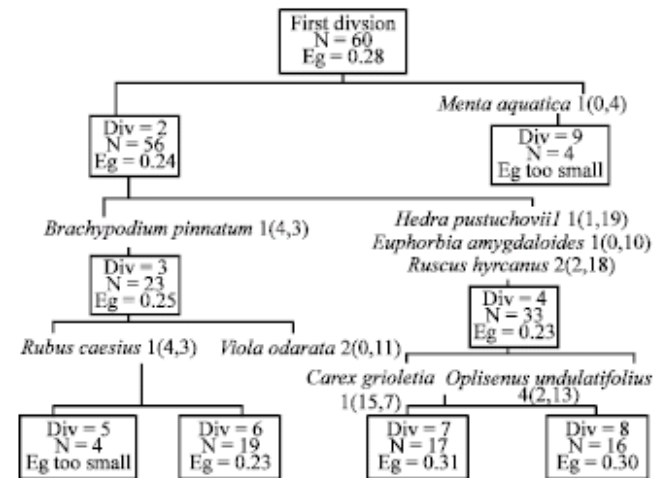 First divsion
N = 60
Eg = 0.28
Menta aquatica 1(0,4)
Div = 2
N = 56
Eg = 0.24
Div = 9
N = 4
Eg too small
Brachypodium pinnatum 1(4,3)
Hedra pustuchovii1 1(1,19)
Euphorbia amygdaloides 1(0,10)
Ruscus hyrcanus 2(2,18)
Div = 3
N = 23
Eg = 0.25
Div = 4
N = 33
Eg = 0.23
Rubus caesius 1(4,3)
Viola odarata 2(0,11)
Carex grioletia
1(15,7)
Oplisenus undulatifolius
4(2,13)
Div = 5
N = 4
Eg too small
Div = 6
N = 19
Eg = 0.23
Div = 7
N = 17
Eg = 0.31
Div = 8
N = 16
Eg = 0.30